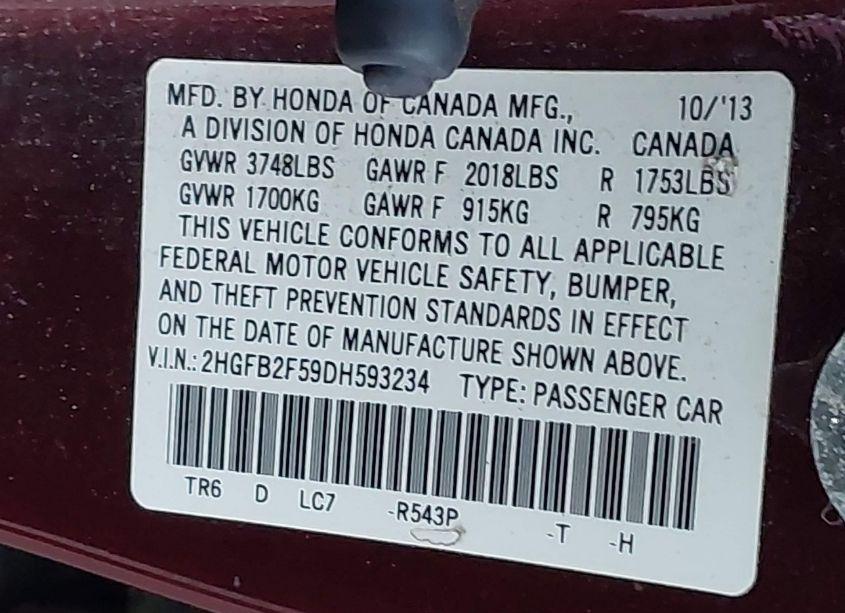 MFD. BY HONDA OF CANADA MFG., 10/'13
A DIVISION OF HONDA CANADA INC. CANADA
GVWR 3748LBS GAWR F 2018LBS R 1753LBS
GVWR 1700KG GAWR F 915KG R 795KG
THIS VEHICLE CONFORMS TO ALL APPLICABLE
FEDERAL MOTOR VEHICLE SAFETY, BUMPER,
AND THEFT PREVENTION STANDARDS IN EFFECT
ON THE DATE OF MANUFACTURE SHOWN ABOVE.
V.I.N.: 2HGFB2F59DH593234 TYPE: PASSENGER CAR
TR6 D LC7 -R543P -T -H